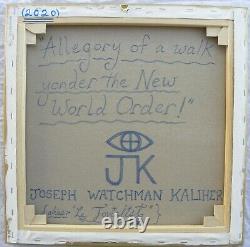 (2020)
"Allegory of a walk
yonder the New
World Order!"
JK
JOSEPH WATCHMAN KALIHER